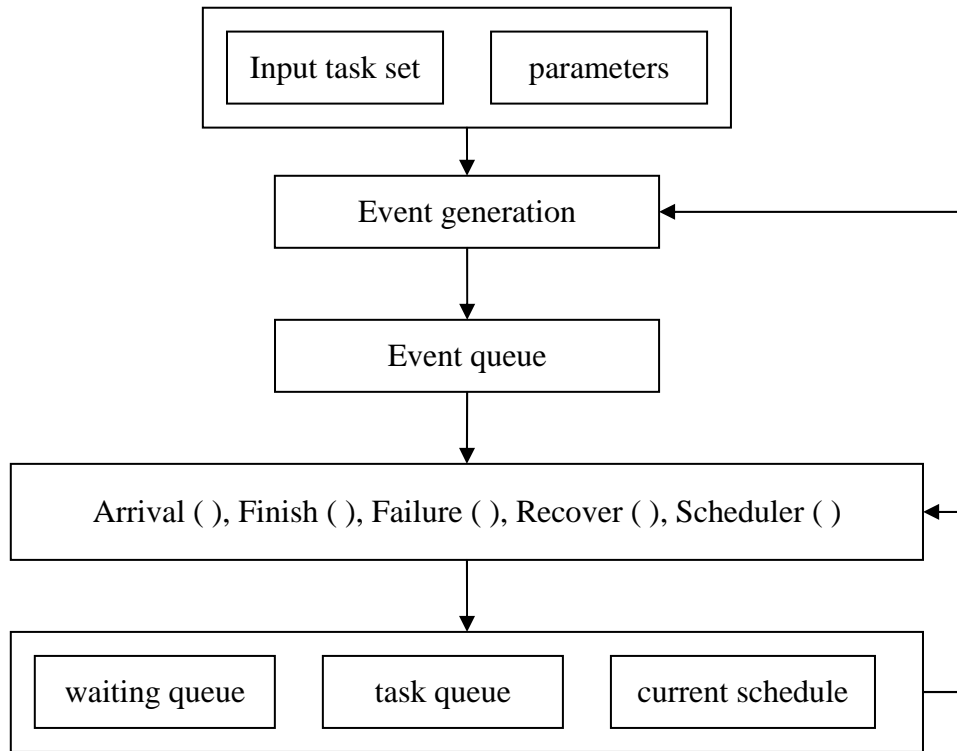 Input task set
parameters
Event generation
Event queue
Arrival ( ), Finish ( ), Failure ( ), Recover ( ), Scheduler ( )
waiting queue
task queue
current schedule